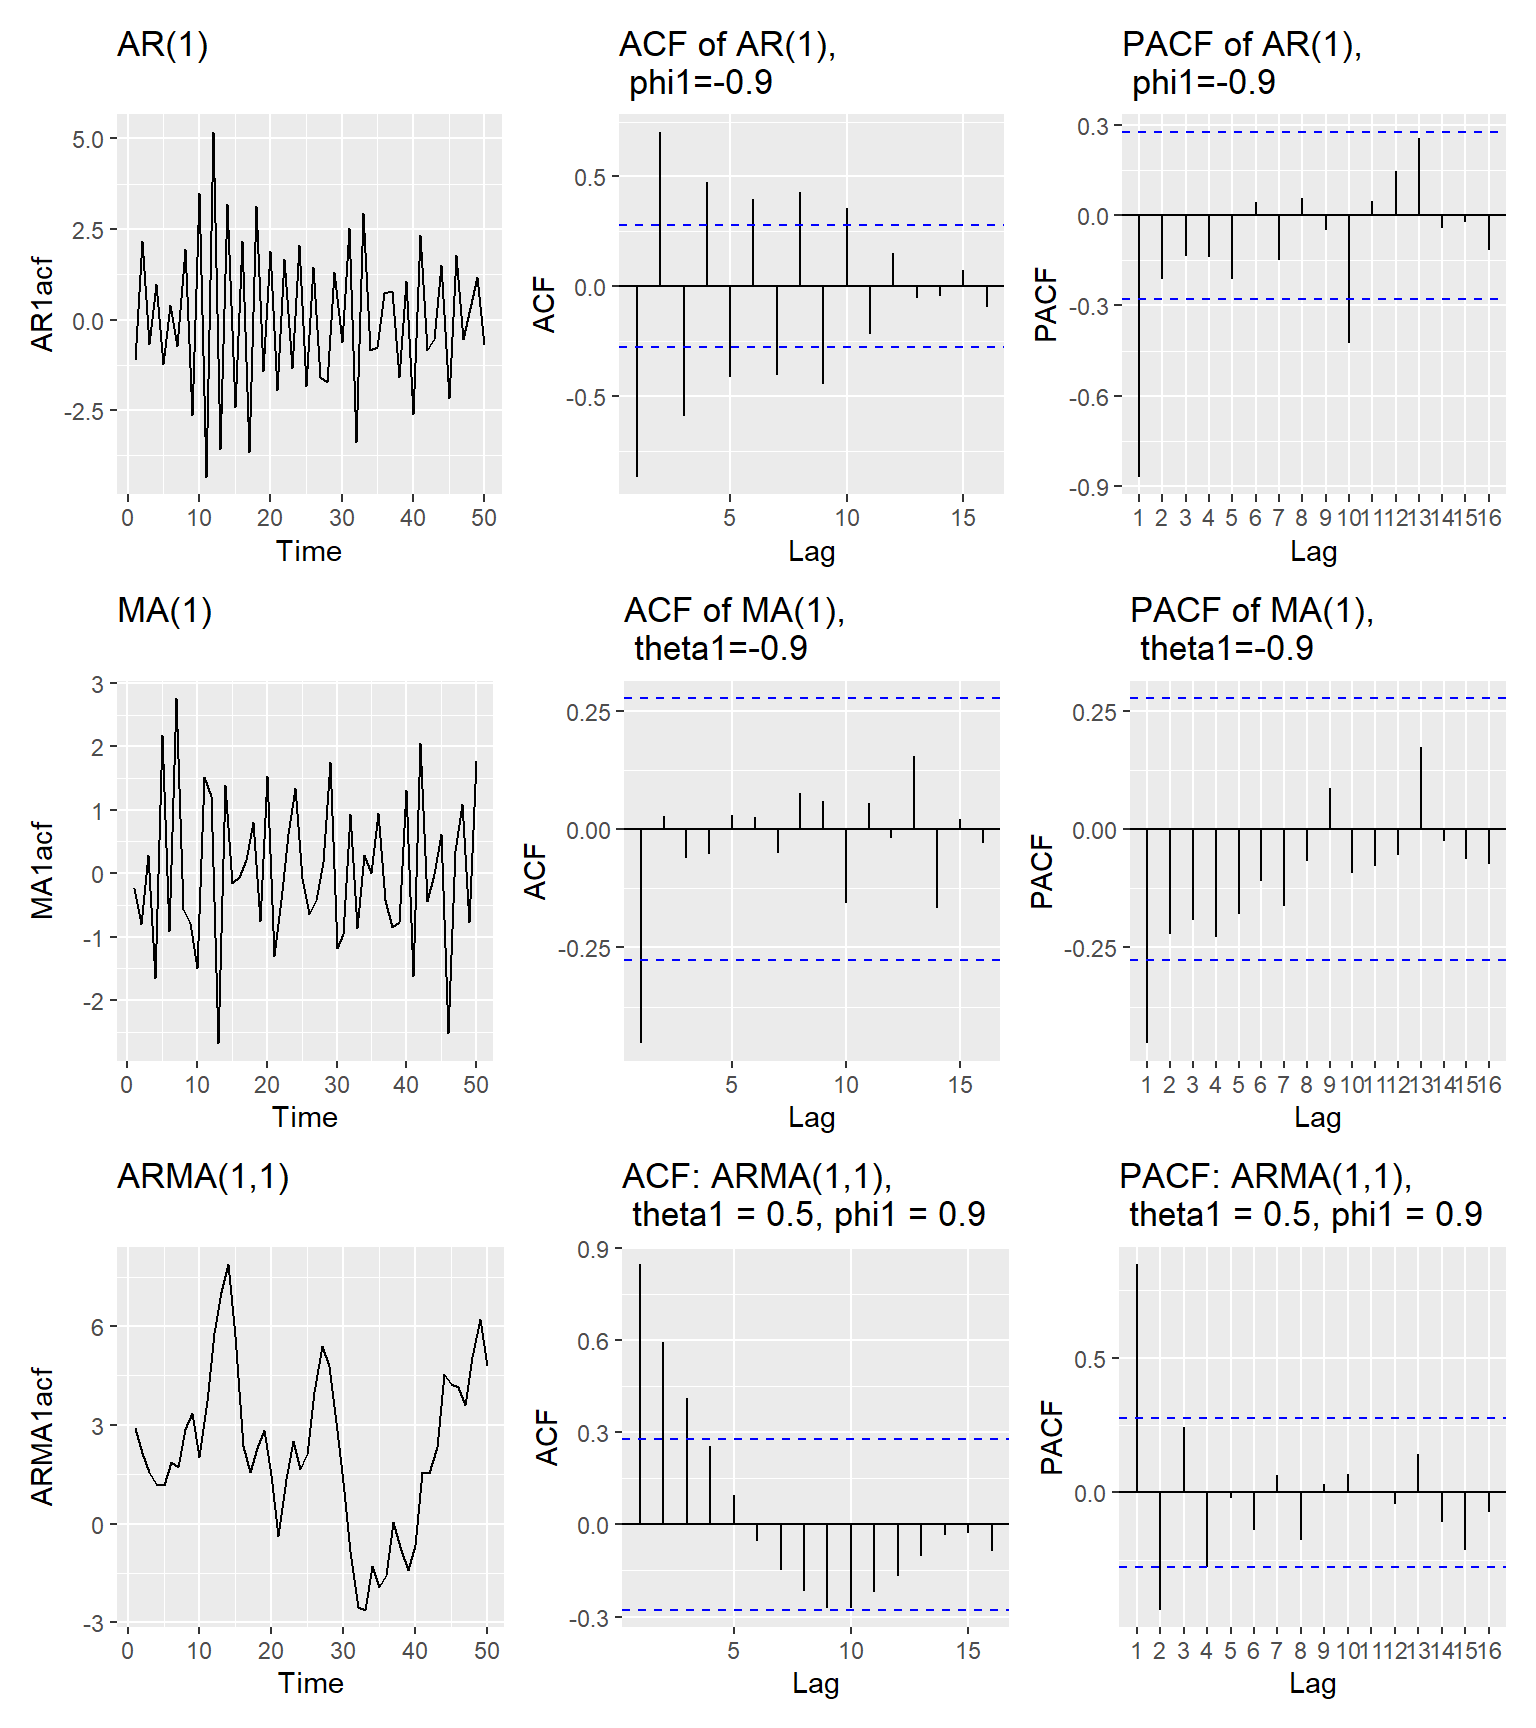 AR(1)
ACF of AR(1),
phi1=-0.9
PACF of AR(1),
phi1=-0.9
AR1acf
5.0
2.5
0.0
-2.5
0 10 20 30 40 50
Time
ACF
0.5
0.0
-0.5
5 10 15
Lag
PACF
0.3
0.0
-0.3
-0.6
-0.9
1 2 3 4 5 6 7 8 9 10 11 12 13 14 15 16
Lag
MA(1)
ACF of MA(1),
theta1=-0.9
PACF of MA(1),
theta1=-0.9
MA1acf
3
2
1
0
-1
-2
0 10 20 30 40 50
Time
ACF
0.25
0.00
-0.25
5 10 15
Lag
PACF
0.25
0.00
-0.25
1 2 3 4 5 6 7 8 9 10 11 12 13 14 15 16
Lag
ARMA(1,1)
ACF: ARMA(1,1),
theta1 = 0.5, phi1 = 0.9
PACF: ARMA(1,1),
theta1 = 0.5, phi1 = 0.9
ARMA1acf
6
3
0
-3
0 10 20 30 40 50
Time
ACF
0.9
0.6
0.3
0.0
-0.3
5 10 15
Lag
PACF
0.5
0.0
1 2 3 4 5 6 7 8 9 10 11 12 13 14 15 16
Lag